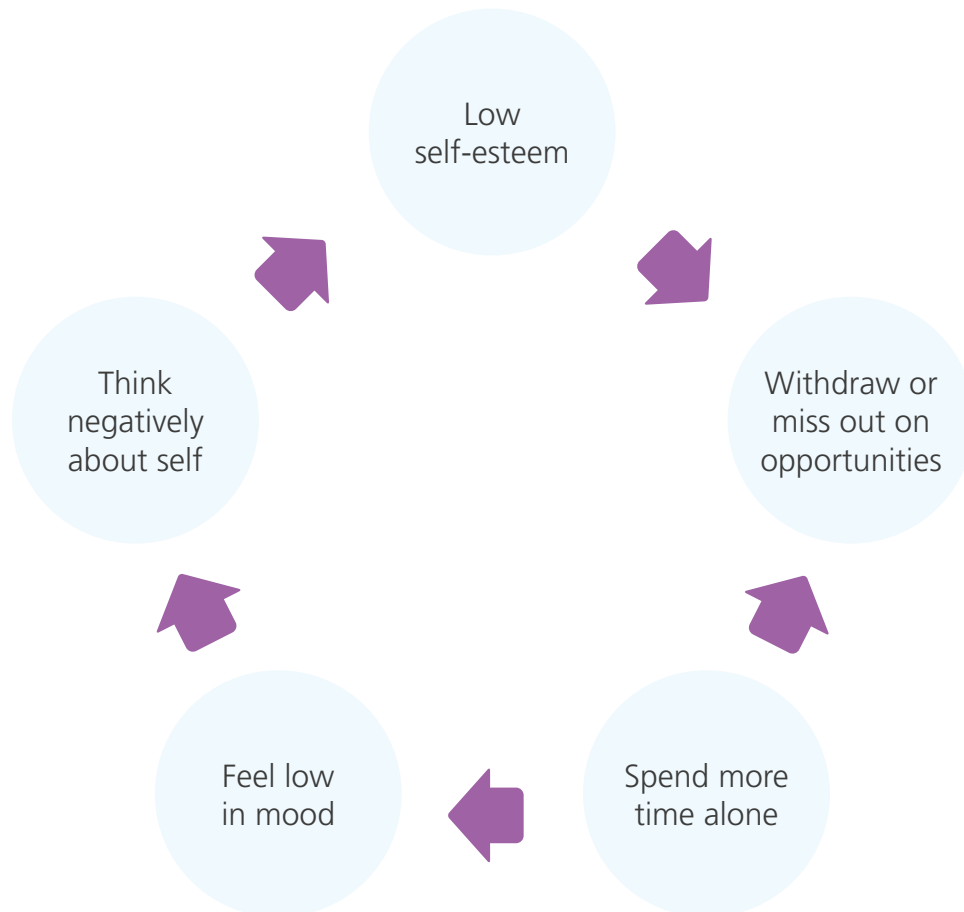 Low
self-esteem
Withdraw or
miss out on
opportunities
Spend more
time alone
Feel low
in mood
Think
negatively
about self